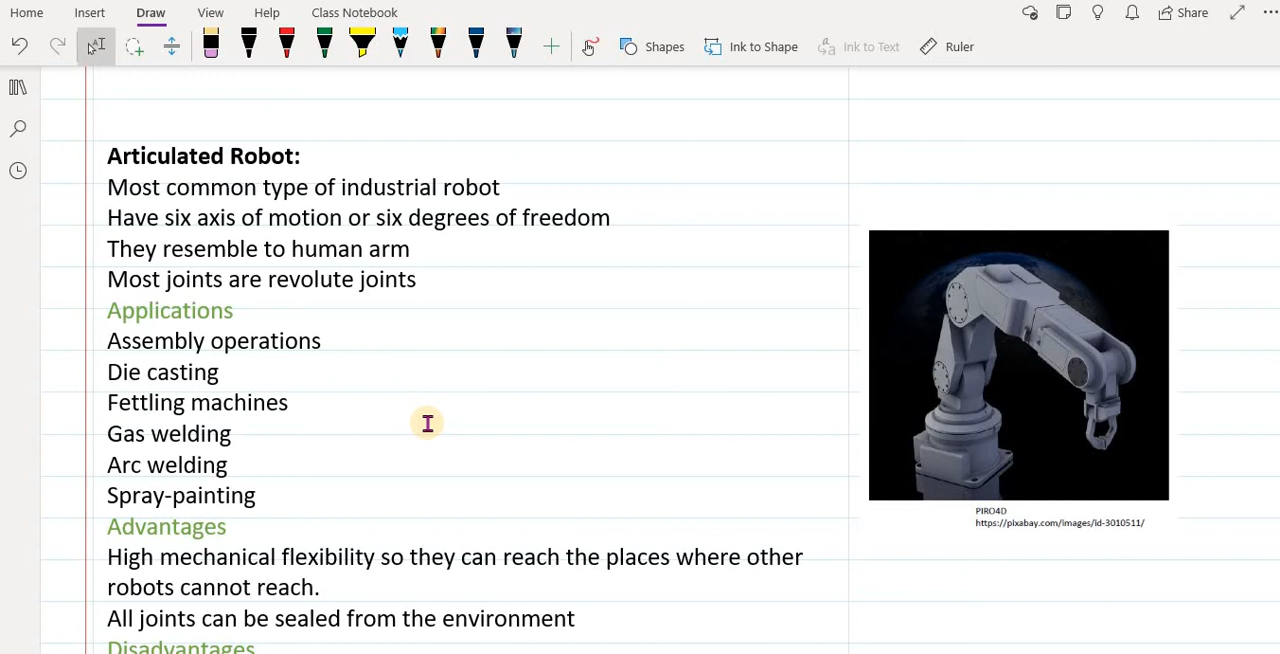 Home Insert Draw View Help Class Notebook Share
Shapes Ink to Shape Ink to Text Ruler
Articulated Robot:
Most common type of industrial robot
Have six axis of motion or six degrees of freedom
They resemble to human arm
Most joints are revolute joints
Applications
Assembly operations
Die casting
Fettling machines
Gas welding
Arc welding
Spray-painting
Advantages
High mechanical flexibility so they can reach the places where other
robots cannot reach.
All joints can be sealed from the environment
Disadvantages
PIRO4D
https://pixabay.com/images/id-3010511/